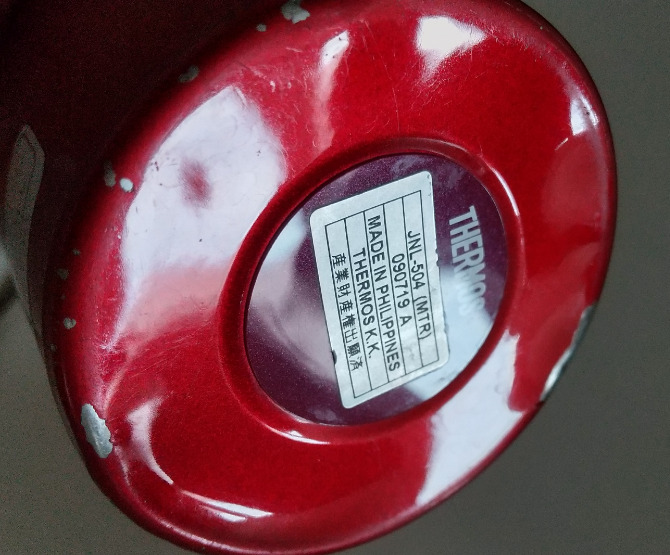 THERMOS
JNL-504 (MTR)
090719 A
MADE IN PHILIPPINES
THERMOS K.K.
産業財産権出願済